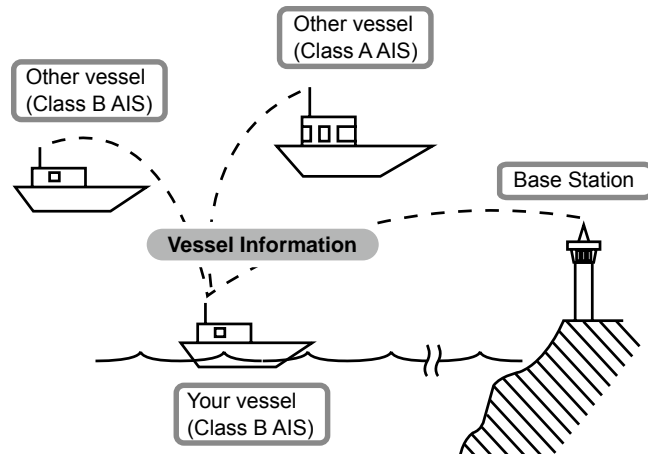 Other vessel
(Class A AIS)
Other vessel
(Class B AIS)
Base Station
Vessel Information
Your vessel
(Class B AIS)